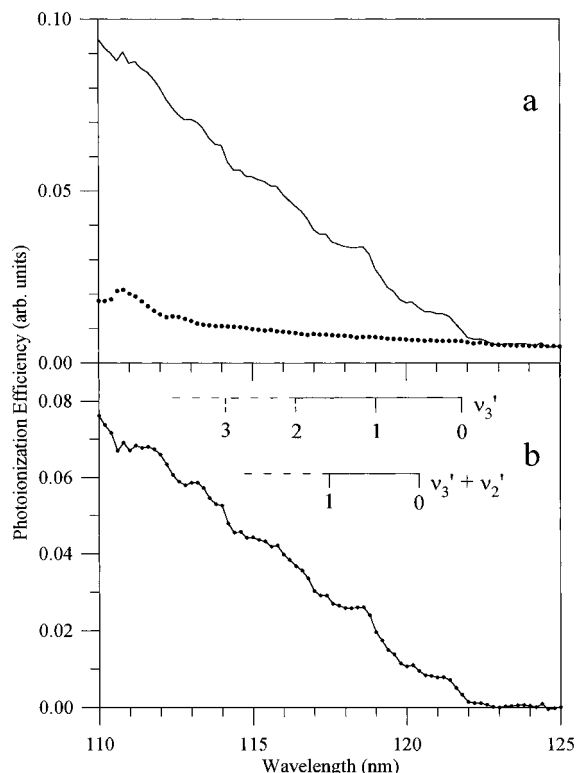 0.10
a
0.05
0.00
Photoionization Efficiency (arb. units)
0.08
ν3'
3 2 1 0
b
0.06
ν3' + ν2'
1 0
0.04
0.02
0.00
110 115 120 125
Wavelength (nm)